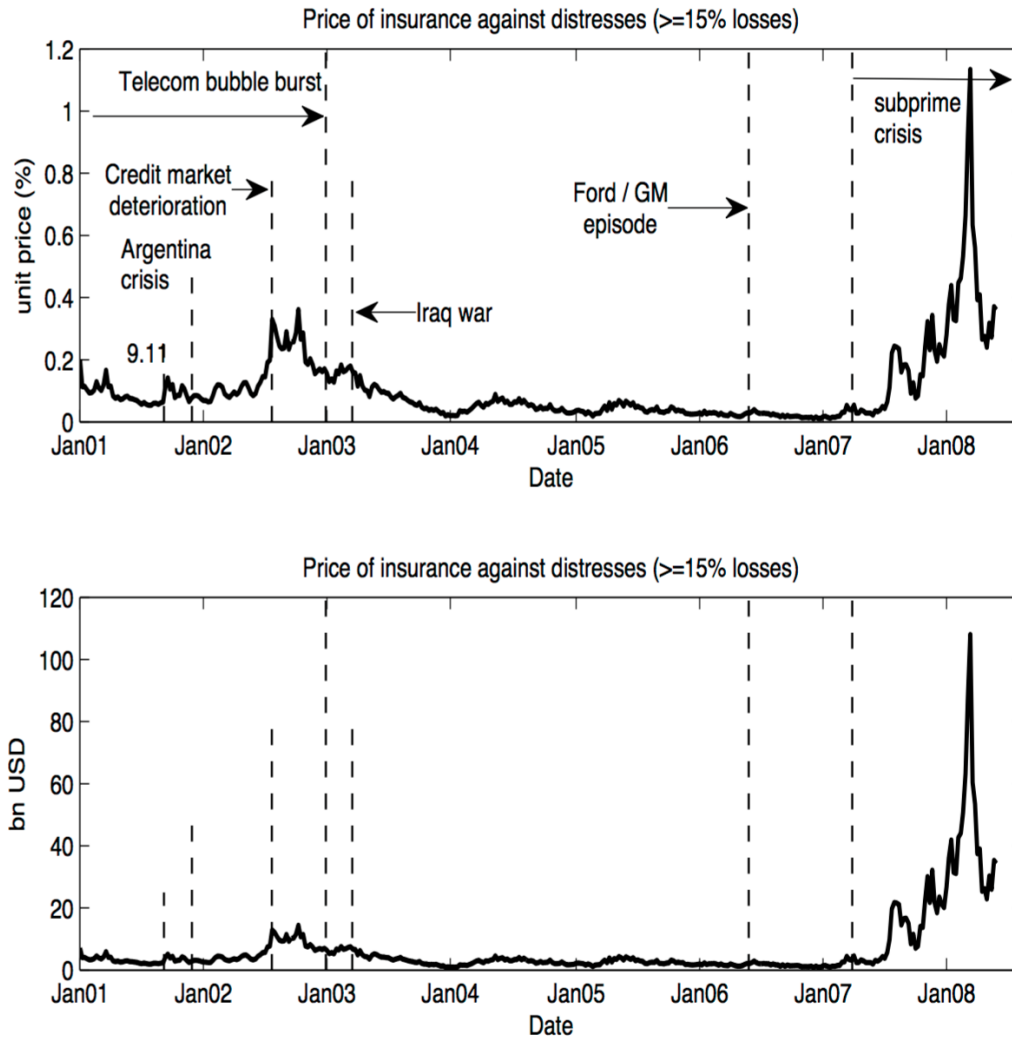 Price of insurance against distresses (>=15% losses)
1.2
Telecom bubble burst
subprime
crisis
1
unit price (%)
0.8
Credit market
deterioration
Ford / GM
episode
0.6
Argentina
crisis
0.4
Iraq war
9.11
0.2
0
Jan01 Jan02 Jan03 Jan04 Jan05 Jan06 Jan07 Jan08
Date
Price of insurance against distresses (>=15% losses)
120
100
80
bn USD
60
40
20
0
Jan01 Jan02 Jan03 Jan04 Jan05 Jan06 Jan07 Jan08
Date